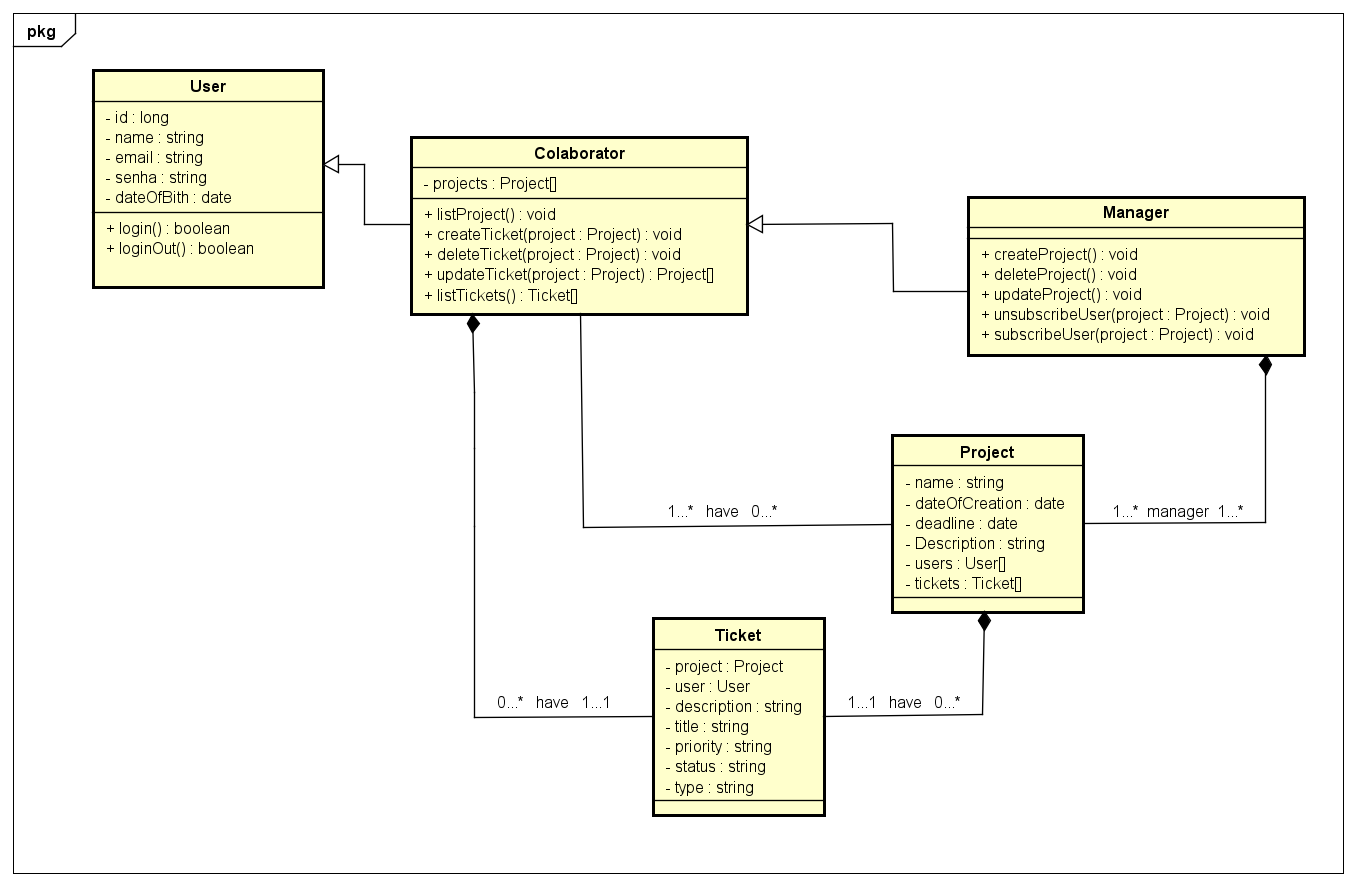 pkg
User
- id : long
- name : string
- email : string
- senha : string
- dateOfBith : date
+ login() : boolean
+ loginOut() : boolean
Colaborator
- projects : Project[]
+ listProject() : void
+ createTicket(project : Project) : void
+ deleteTicket(project : Project) : void
+ updateTicket(project : Project) : Project[]
+ listTickets() : Ticket[]
Manager
+ createProject() : void
+ deleteProject() : void
+ updateProject() : void
+ unsubscribeUser(project : Project) : void
+ subscribeUser(project : Project) : void
Project
- name : string
- dateOfCreation : date
- deadline : date
- Description : string
- users : User[]
- tickets : Ticket[]
1...* have 0...*
1...* manager 1...*
Ticket
- project : Project
- user : User
- description : string
- title : string
- priority : string
- status : string
- type : string
0...* have 1...1
1...1 have 0...*